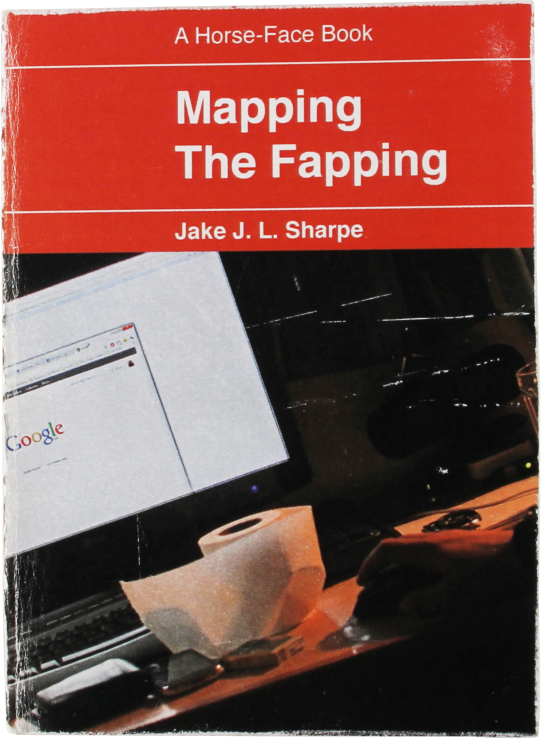 A Horse-Face Book
Mapping
The Fapping
Jake J. L. Sharpe
Google